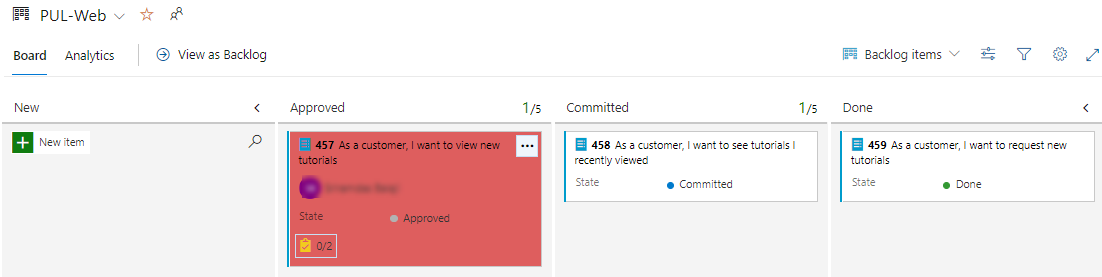 PUL-Web
Board Analytics View as Backlog Backlog items
New Approved 1/5 Committed 1/5 Done
New item
457 As a customer, I want to view new
tutorials
State Approved
0/2
458 As a customer, I want to see tutorials I
recently viewed
State Committed
459 As a customer, I want to request new
tutorials
State Done